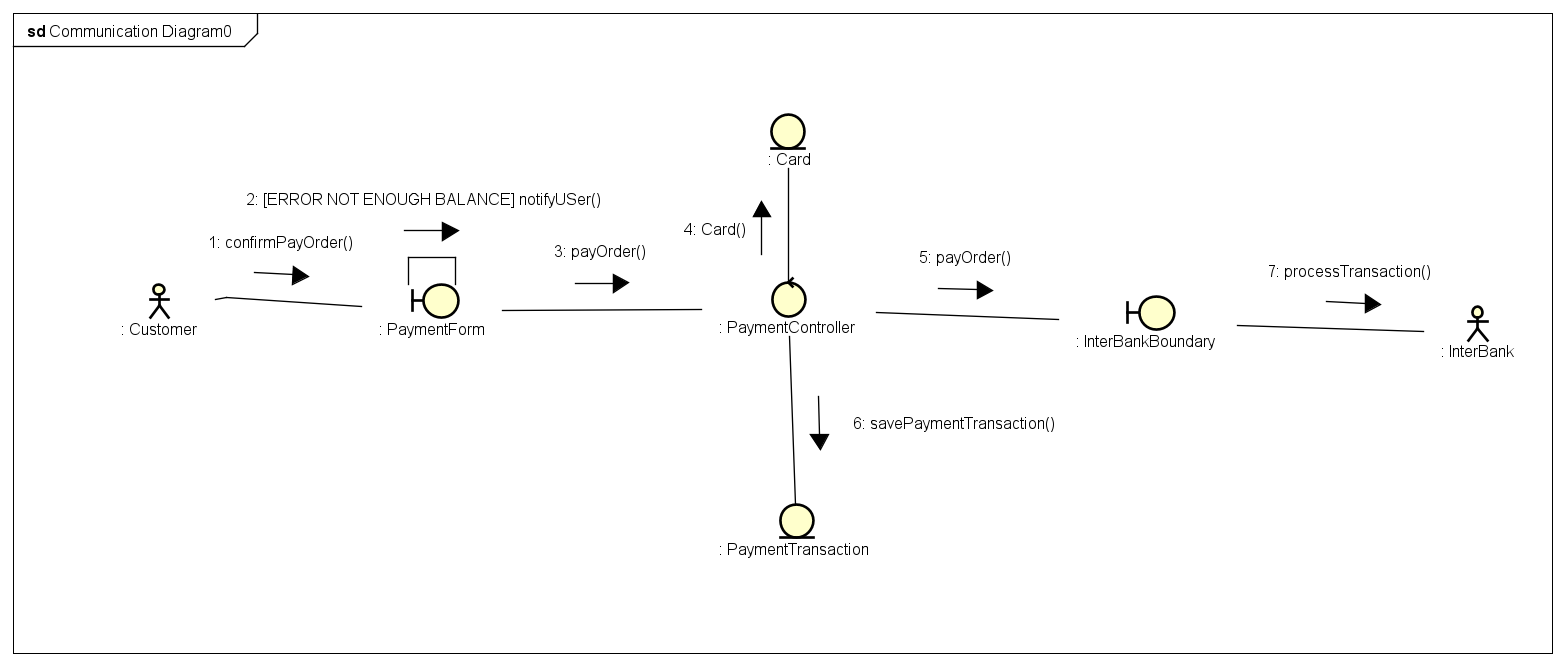 sd Communication Diagram0
: Card
2: [ERROR NOT ENOUGH BALANCE] notifyUSer()
1: confirmPayOrder()
3: payOrder()
4: Card()
5: payOrder()
7: processTransaction()
: Customer
: PaymentForm
: PaymentController
: InterBankBoundary
: InterBank
6: savePaymentTransaction()
: PaymentTransaction